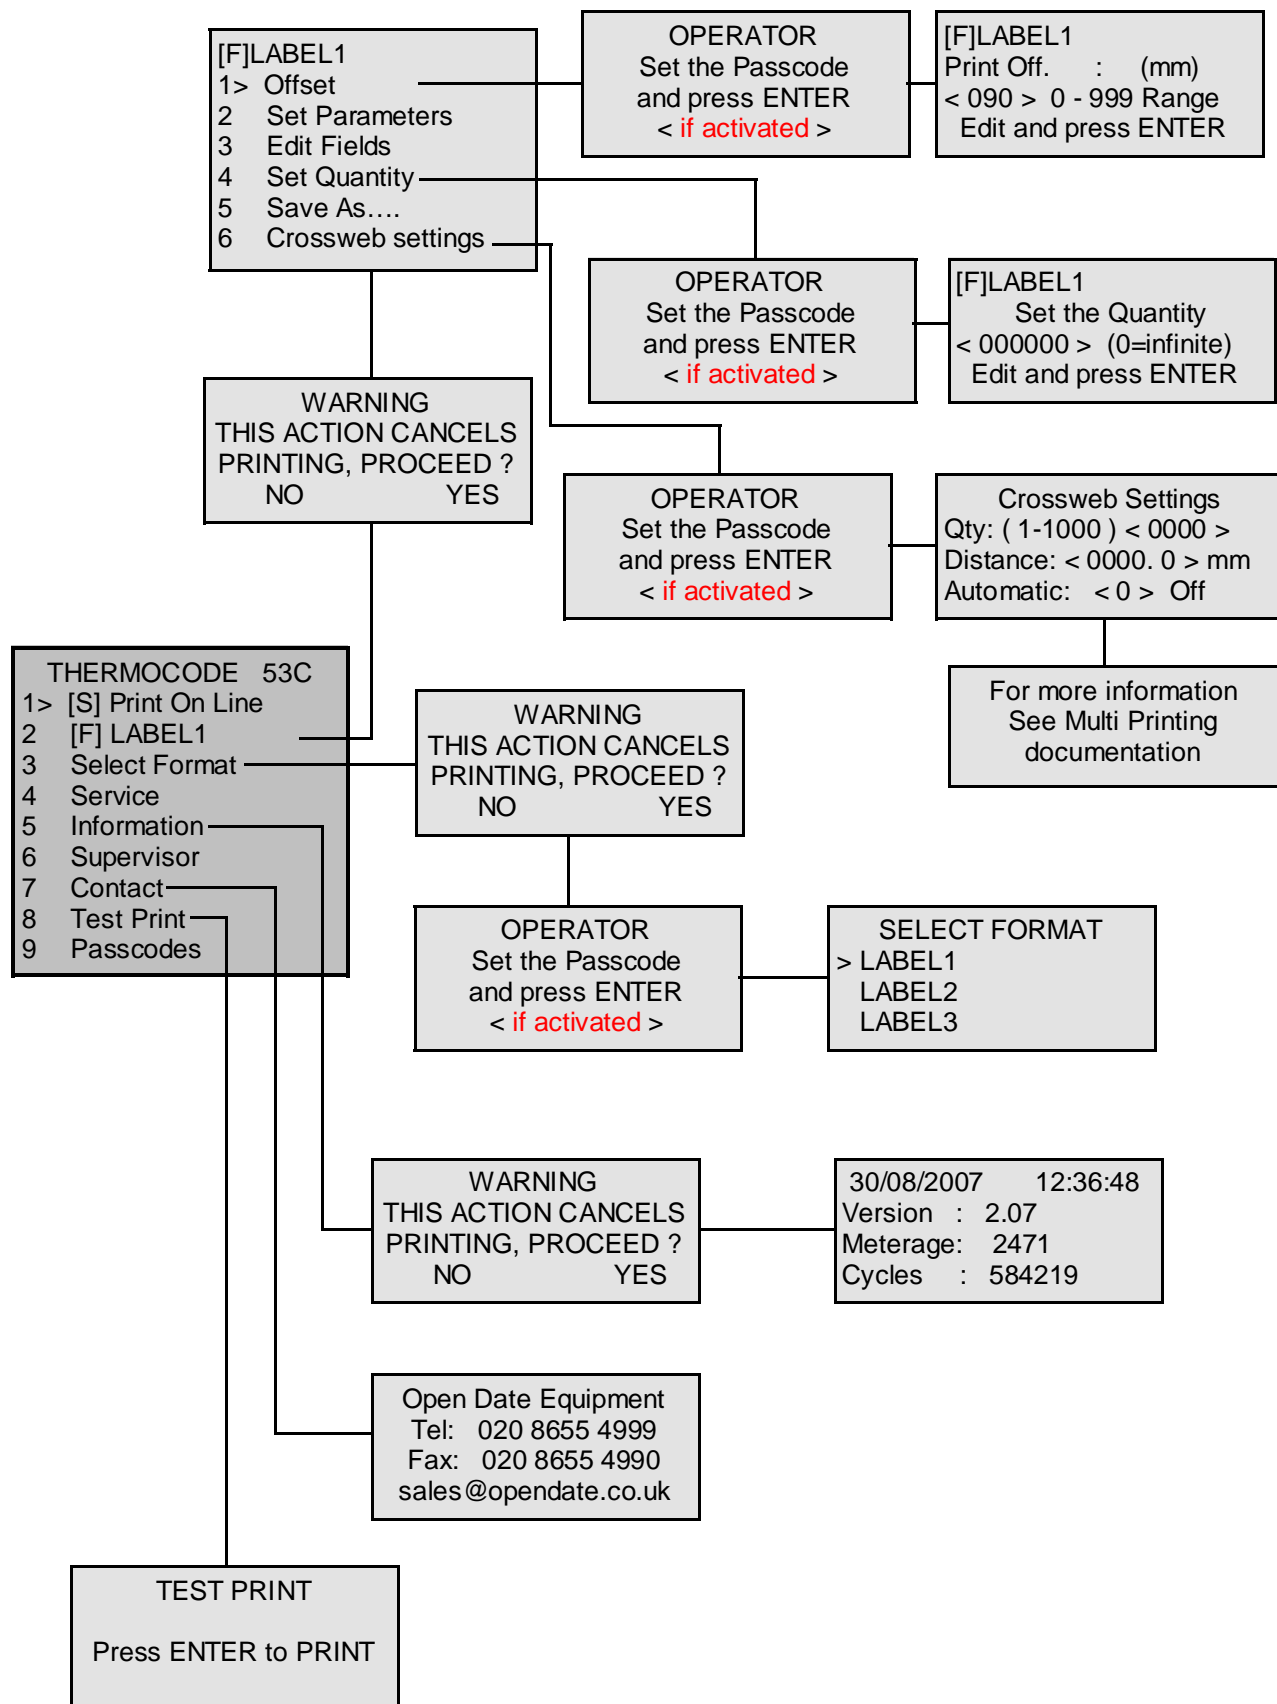 [F]LABEL1
1> Offset
2 Set Parameters
3 Edit Fields
4 Set Quantity
5 Save As....
6 Crossweb settings
OPERATOR
Set the Passcode
and press ENTER
< if activated >
[F]LABEL1
Print Off. : (mm)
< 090 > 0 - 999 Range
Edit and press ENTER
OPERATOR
Set the Passcode
and press ENTER
< if activated >
[F]LABEL1
Set the Quantity
< 000000 > (0=infinite)
Edit and press ENTER
WARNING
THIS ACTION CANCELS
PRINTING, PROCEED ?
NO YES
OPERATOR
Set the Passcode
and press ENTER
< if activated >
Crossweb Settings
Qty: ( 1-1000 ) < 0000 >
Distance: < 0000. 0 > mm
Automatic: < 0 > Off
For more information
See Multi Printing
documentation
THERMOCODE 53C
1> [S] Print On Line
2 [F] LABEL1
3 Select Format
4 Service
5 Information
6 Supervisor
7 Contact
8 Test Print
9 Passcodes
WARNING
THIS ACTION CANCELS
PRINTING, PROCEED ?
NO YES
OPERATOR
Set the Passcode
and press ENTER
< if activated >
SELECT FORMAT
> LABEL1
LABEL2
LABEL3
WARNING
THIS ACTION CANCELS
PRINTING, PROCEED ?
NO YES
30/08/2007 12:36:48
Version : 2.07
Meterage: 2471
Cycles : 584219
Open Date Equipment
Tel: 020 8655 4999
Fax: 020 8655 4990
sales@opendate.co.uk
TEST PRINT
Press ENTER to PRINT